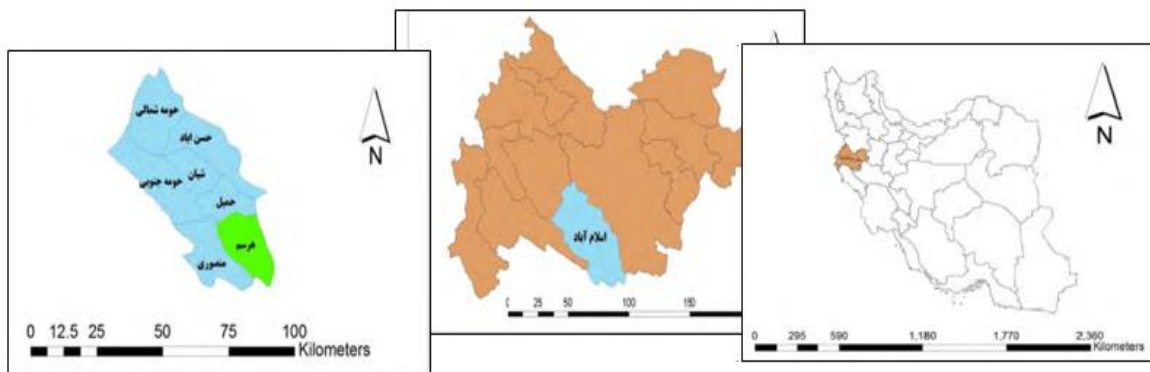 حومه شمالی
حسن اباد
شیان
حومه جنوبی
حمیل
هرسم
منصوری
N
0 12.5 25 50 75 100
Kilometers
اسلام آباد
0 25 50 100 150
N
0 295 590 1,180 1,770 2,360
Kilometers